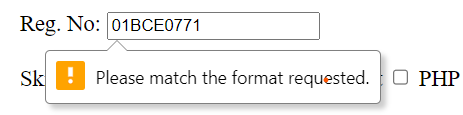 Reg. No: 01BCE0771
Please match the format requested.
Sk PHP